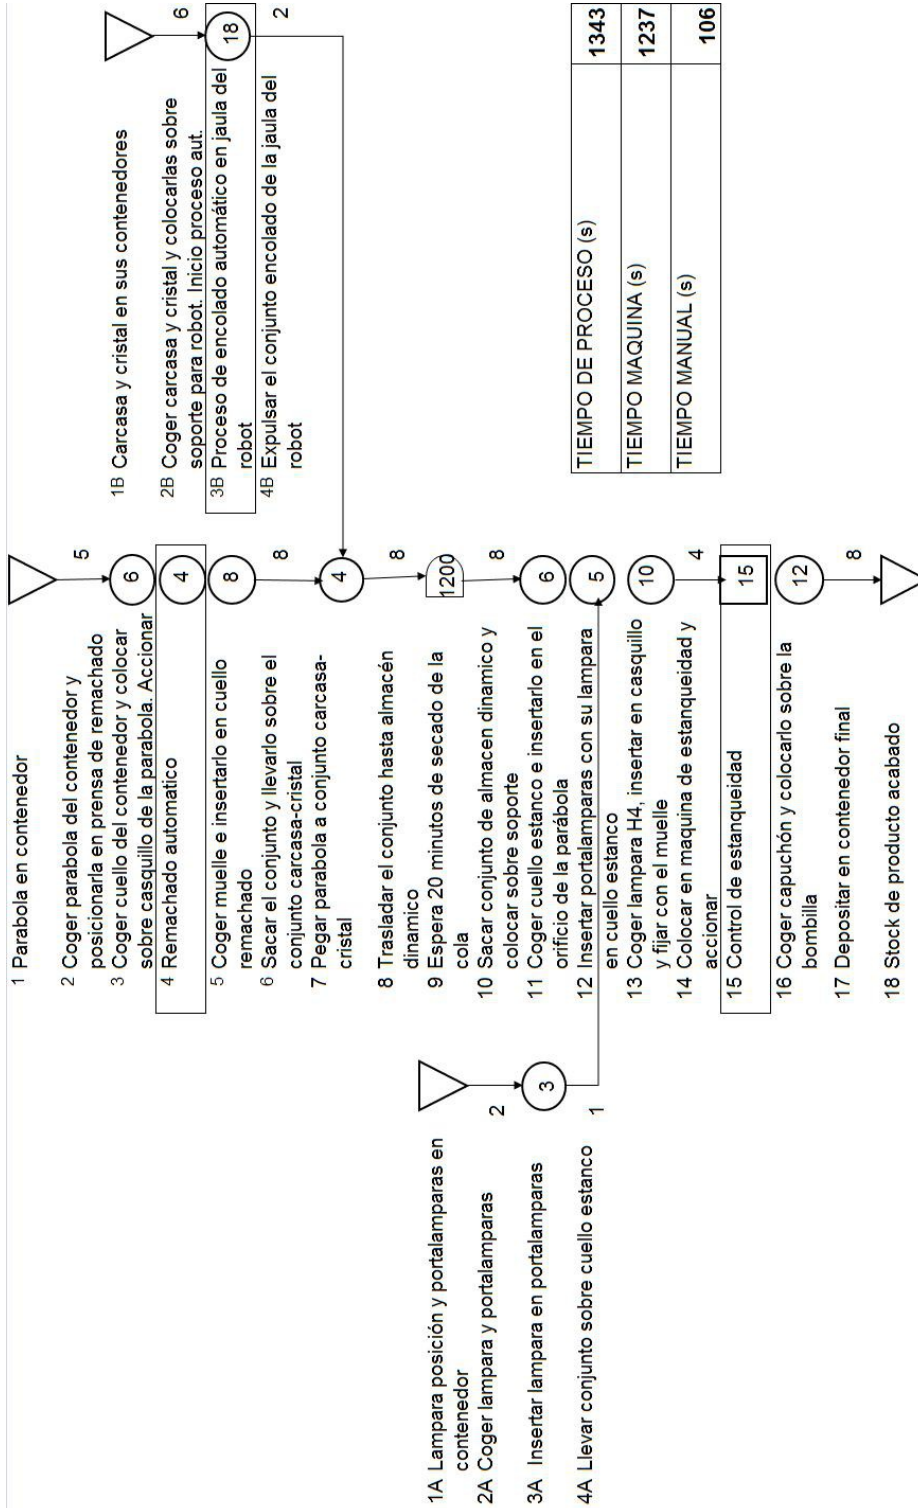 1 Parabola en contenedor
2 Coger parabola del contenedor y
posicionarla en prensa de remachado
3 Coger cuello del contenedor y colocar
sobre casquillo de la parabola. Accionar
4 Remachado automatico
5 Coger muelle e insertarlo en cuello
remachado
6 Sacar el conjunto y llevarlo sobre el
conjunto carcasa-cristal
7 Pegar parabola a conjunto carcasa-
cristal
8 Trasladar el conjunto hasta almacén
dinamico
9 Espera 20 minutos de secado de la
cola
10 Sacar conjunto de almacen dinamico y
colocar sobre soporte
11 Coger cuello estanco e insertarlo en el
orificio de la parábola
12 Insertar portalamparas con su lampara
en cuello estanco
13 Coger lampara H4, insertar en casquillo
y fijar con el muelle
14 Colocar en maquina de estanqueidad y
accionar
15 Control de estanqueidad
16 Coger capuchón y colocarlo sobre la
bombilla
17 Depositar en contenedor final
18 Stock de producto acabado
5
6
4
8
8
4
8
1200
8
6
5
10
4
15
12
8
1A Lampara posición y portalamparas en
contenedor
2A Coger lampara y portalamparas
3A Insertar lampara en portalamparas
4A Llevar conjunto sobre cuello estanco
2
3
1
1B Carcasa y cristal en sus contenedores
2B Coger carcasa y cristal y colocarlas sobre
soporte para robot. Inicio proceso aut.
3B Proceso de encolado automático en jaula del
robot
4B Expulsar el conjunto encolado de la jaula del
robot
6
18
2
TIEMPO DE PROCESO (s) 1343
TIEMPO MAQUINA (s) 1237
TIEMPO MANUAL (s) 106